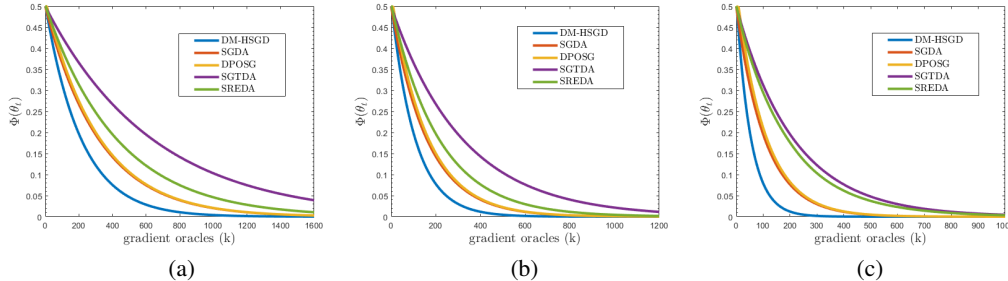 0.5
0.45
0.4
0.35
0.3
0.25
0.2
0.15
0.1
0.05
0
Φ(θₜ)
DM-HSGD
SGDA
DPOSG
SGTDA
SREDA
0 200 400 600 800 1000 1200 1400 1600
gradient oracles (k)
(a)
0.5
0.45
0.4
0.35
0.3
0.25
0.2
0.15
0.1
0.05
0
Φ(θₜ)
DM-HSGD
SGDA
DPOSG
SGTDA
SREDA
0 200 400 600 800 1000 1200
gradient oracles (k)
(b)
0.5
0.45
0.4
0.35
0.3
0.25
0.2
0.15
0.1
0.05
0
Φ(θₜ)
DM-HSGD
SGDA
DPOSG
SGTDA
SREDA
0 100 200 300 400 500 600 700 800 900 1000
gradient oracles (k)
(c)